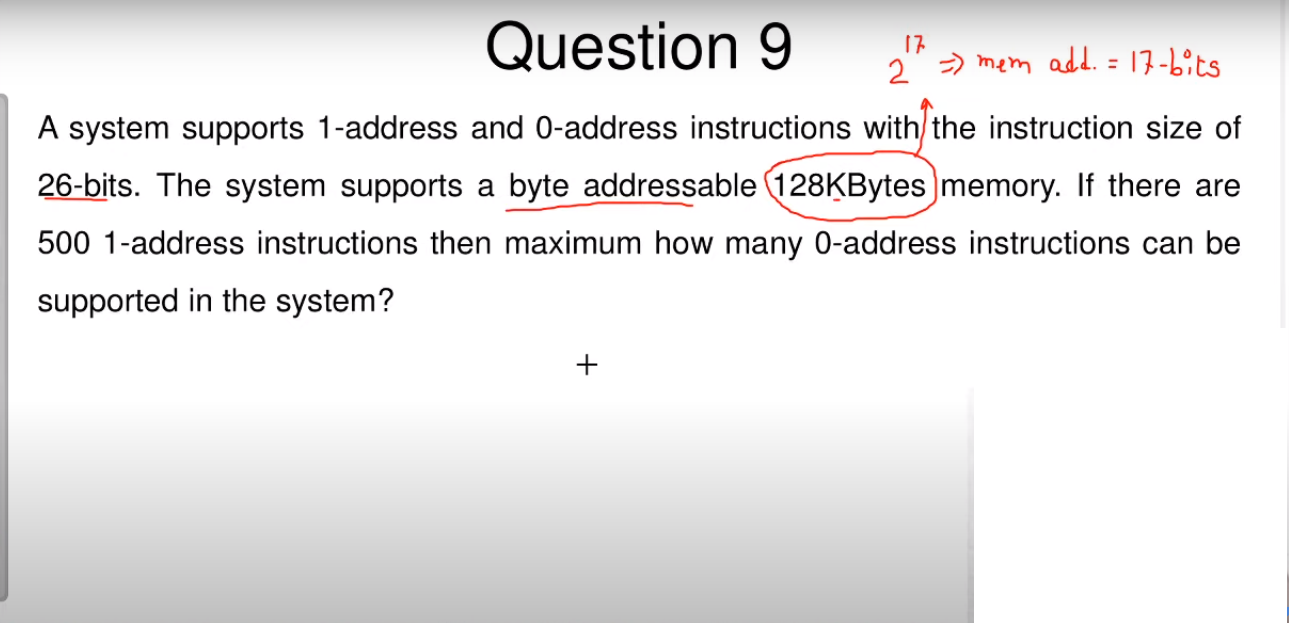 Question 9
2^17 => mem add. = 17-bits
A system supports 1-address and 0-address instructions with the instruction size of
26-bits. The system supports a byte addressable 128KBytes memory. If there are
500 1-address instructions then maximum how many 0-address instructions can be
supported in the system?